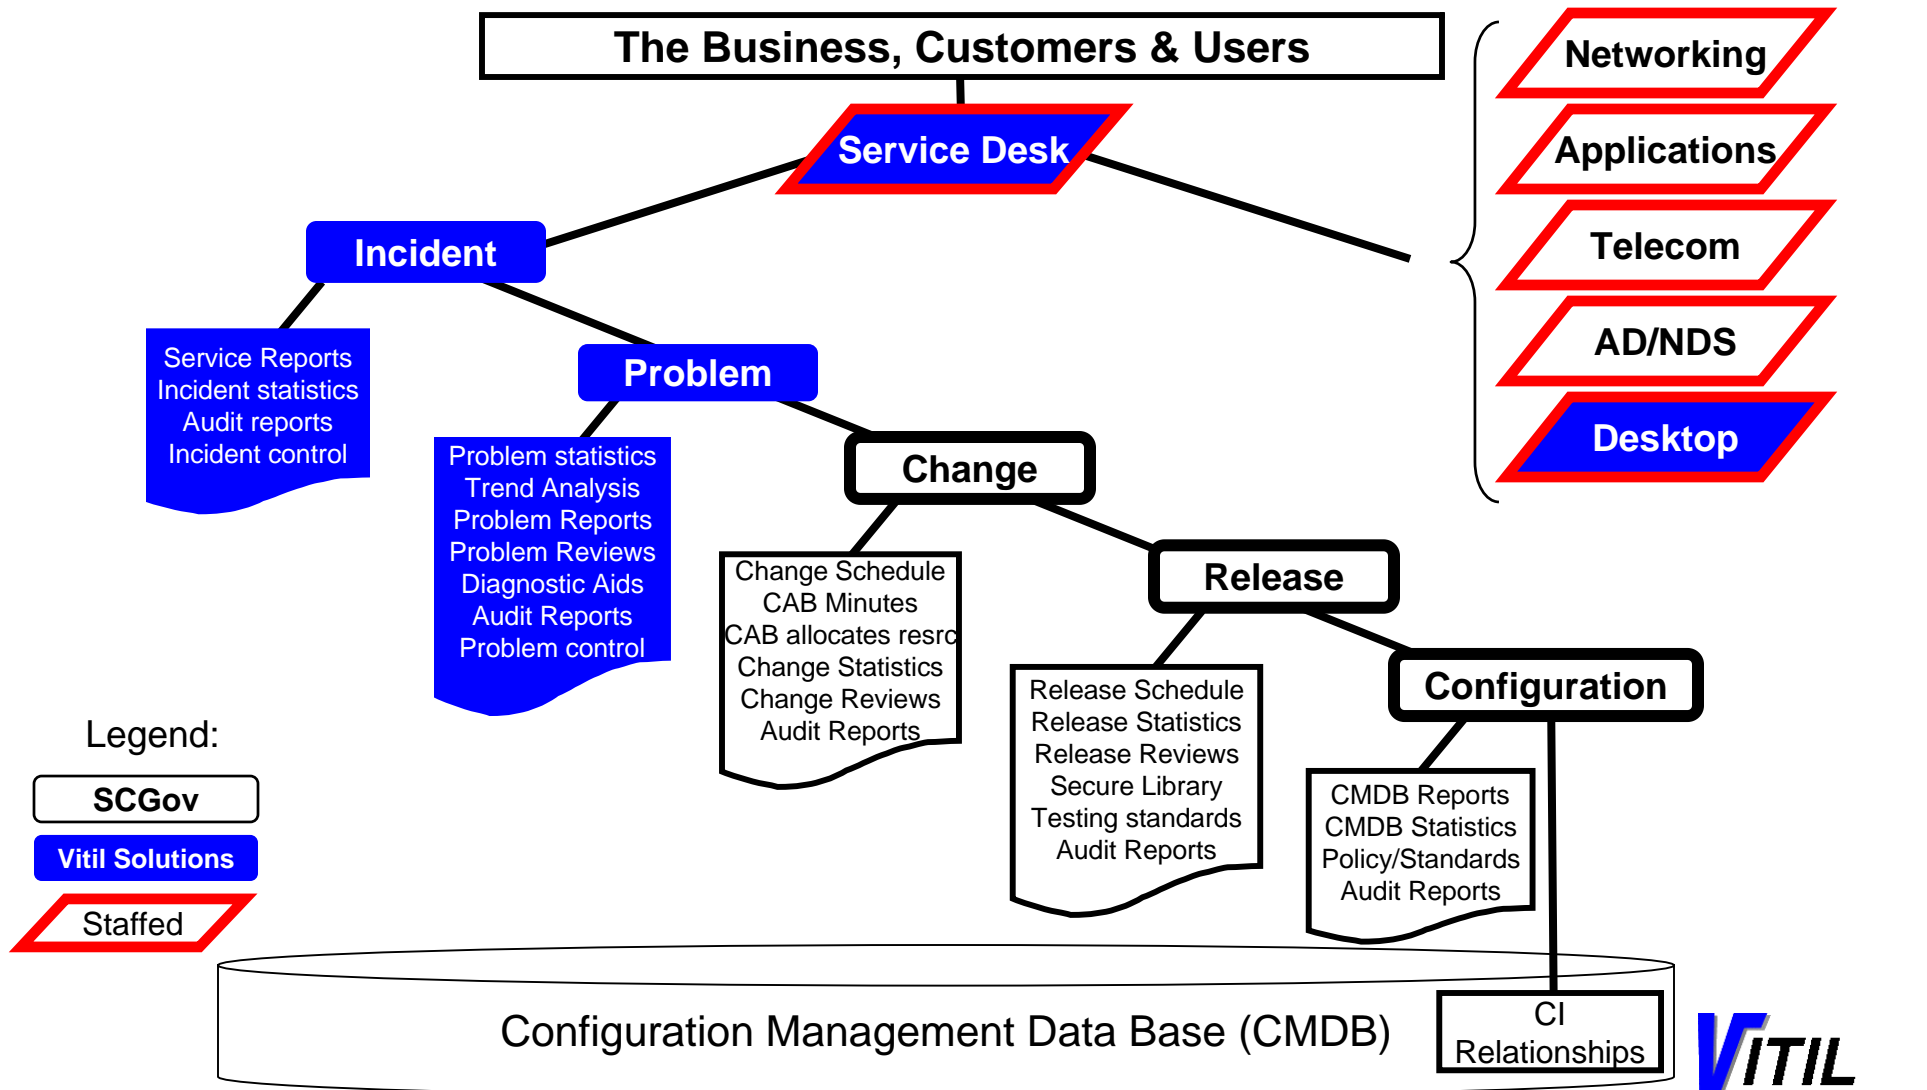 The Business, Customers & Users
Service Desk
Networking
Applications
Telecom
AD/NDS
Desktop
Incident
Service Reports
Incident statistics
Audit reports
Incident control
Problem
Problem statistics
Trend Analysis
Problem Reports
Problem Reviews
Diagnostic Aids
Audit Reports
Problem control
Change
Change Schedule
CAB Minutes
CAB allocates resrc
Change Statistics
Change Reviews
Audit Reports
Release
Release Schedule
Release Statistics
Release Reviews
Secure Library
Testing standards
Audit Reports
Configuration
CMDB Reports
CMDB Statistics
Policy/Standards
Audit Reports
Legend:
SCGov
Vitil Solutions
Staffed
Configuration Management Data Base (CMDB)
CI
Relationships
VITIL